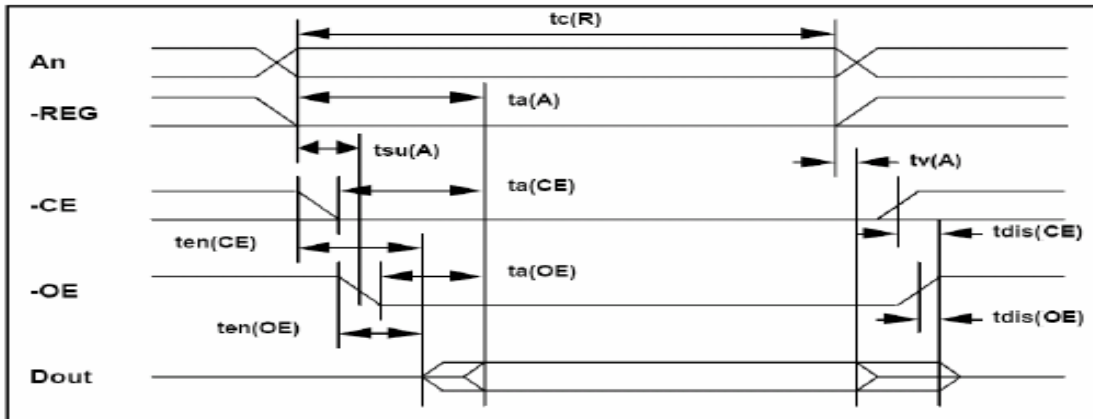 tc(R)
An
ta(A)
-REG
tsu(A)
tv(A)
ta(CE)
-CE
ten(CE)
tdis(CE)
ta(OE)
-OE
ten(OE)
tdis(OE)
Dout